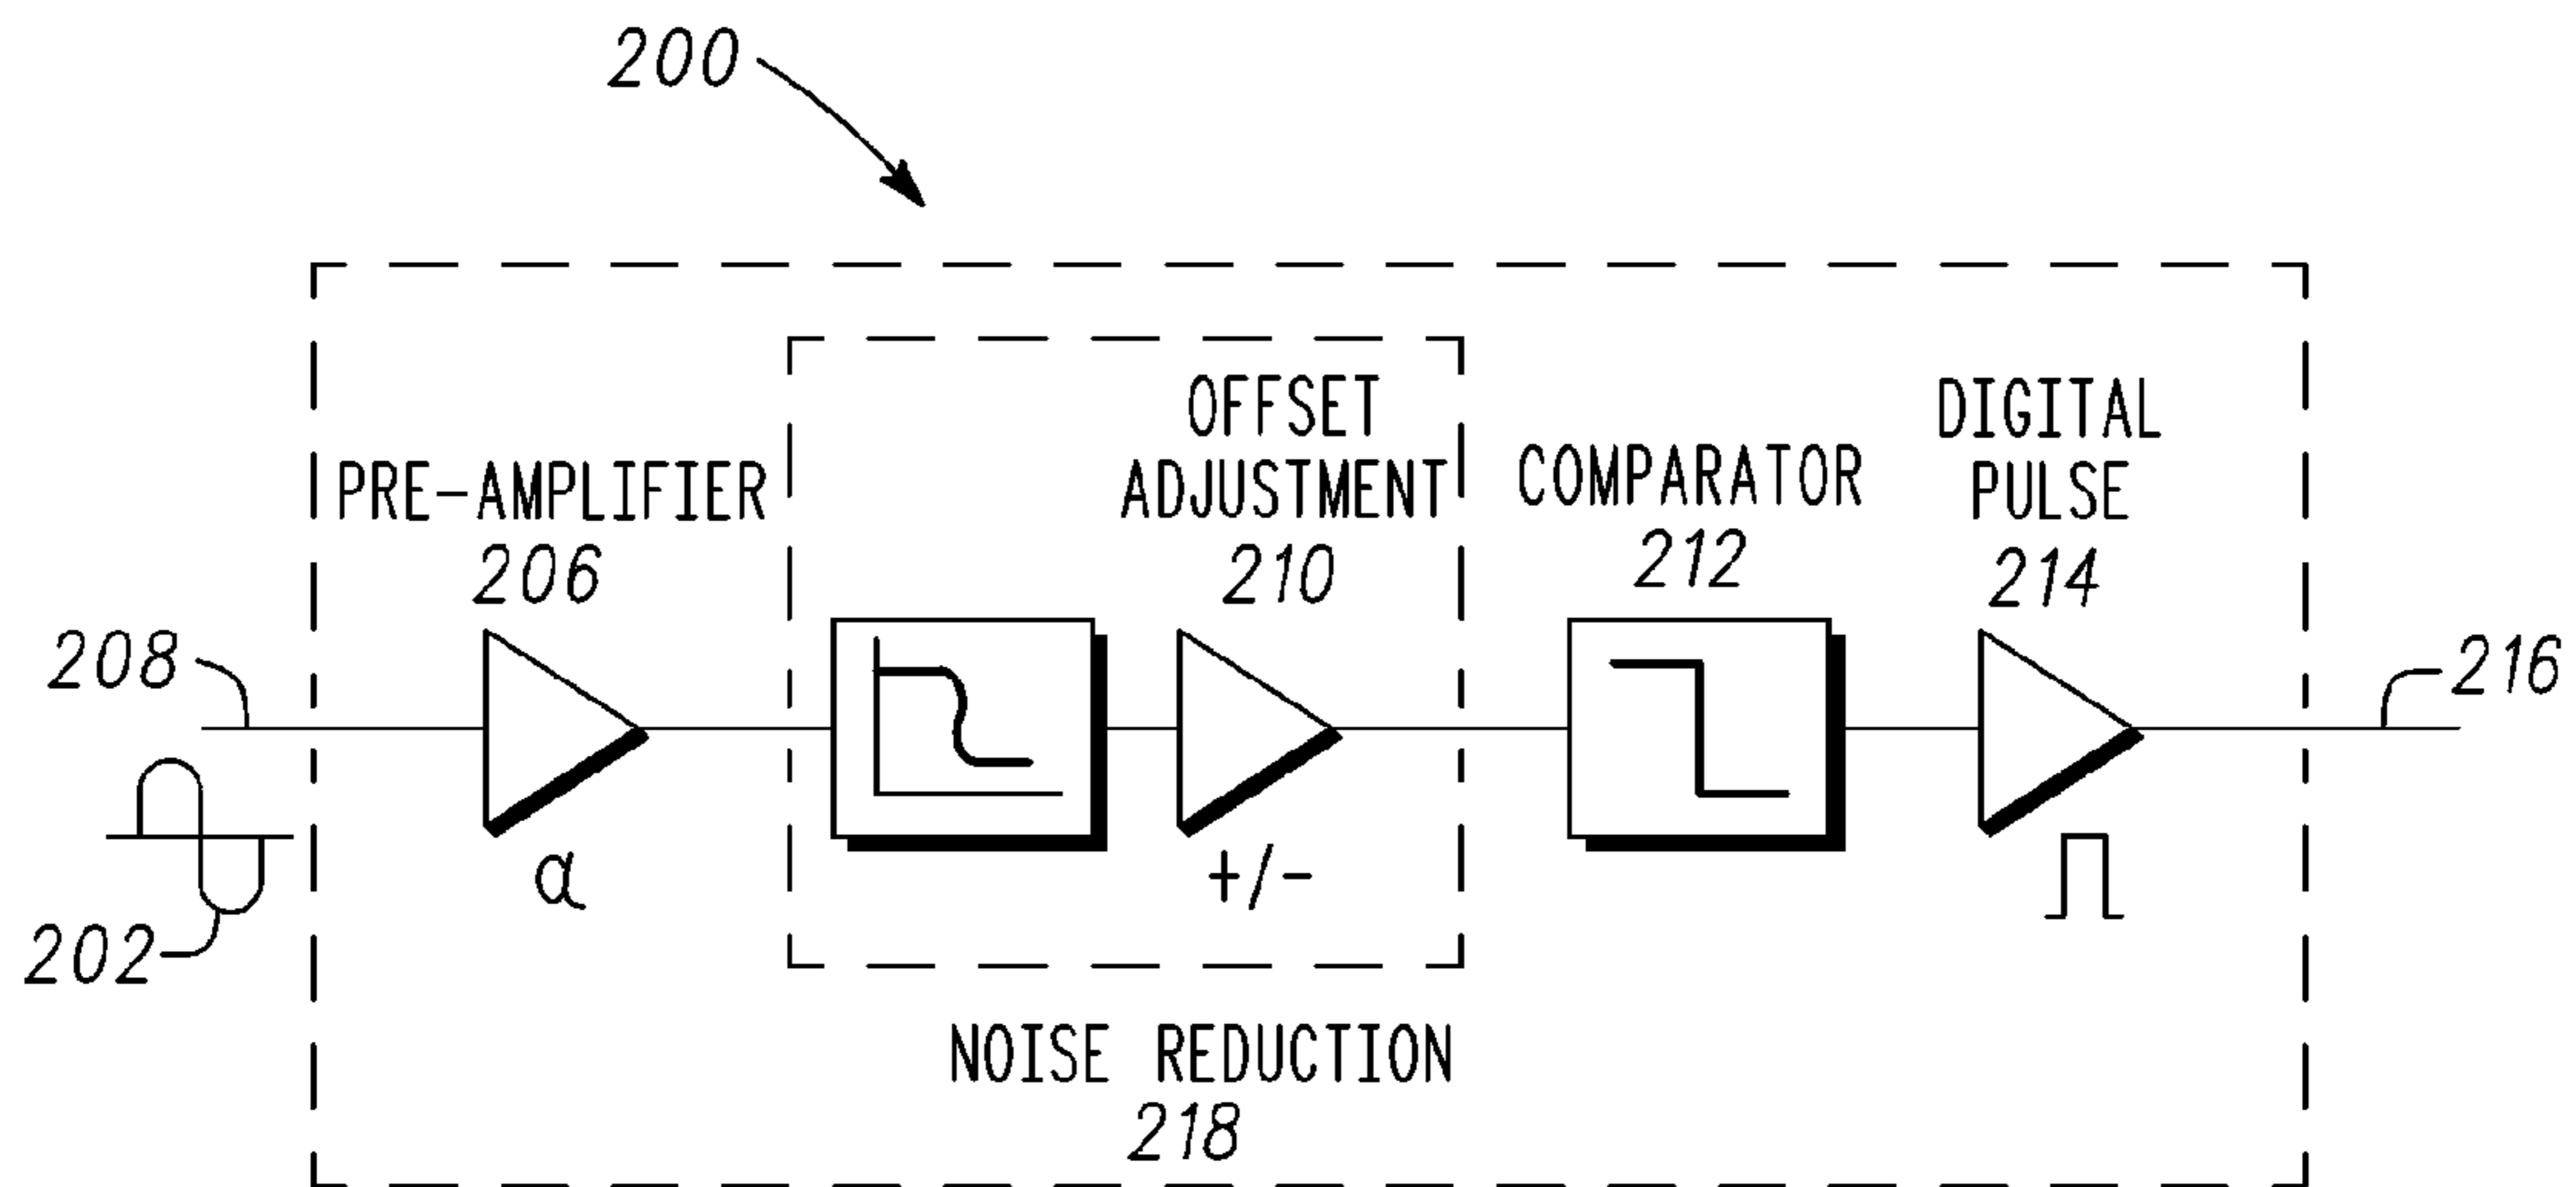 200
OFFSET
ADJUSTMENT
210
DIGITAL
PULSE
214
PRE-AMPLIFIER
206
COMPARATOR
212
208
216
202
α
+/-
NOISE REDUCTION
218